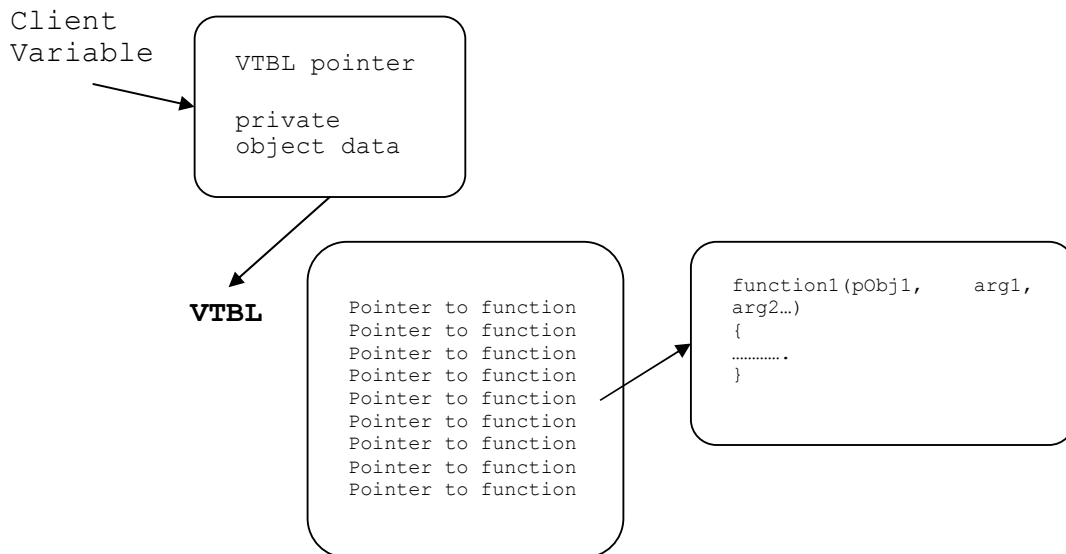 Client
Variable
VTBL pointer
private
object data
VTBL
Pointer to function
Pointer to function
Pointer to function
Pointer to function
Pointer to function
Pointer to function
Pointer to function
Pointer to function
Pointer to function
function1(pObj1, arg1,
arg2…)
{
………….
}